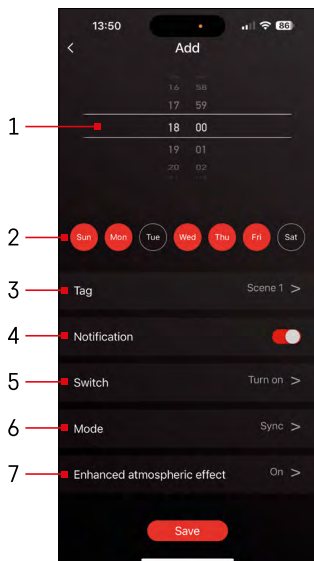 13:50 86
Add
16 58
17 59
1 18 00
19 01
20 02
2 Sun Mon Tue Wed Thu Fri Sat
3 Tag Scene 1 >
4 Notification
5 Switch Turn on >
6 Mode Sync >
7 Enhanced atmospheric effect On >
Save